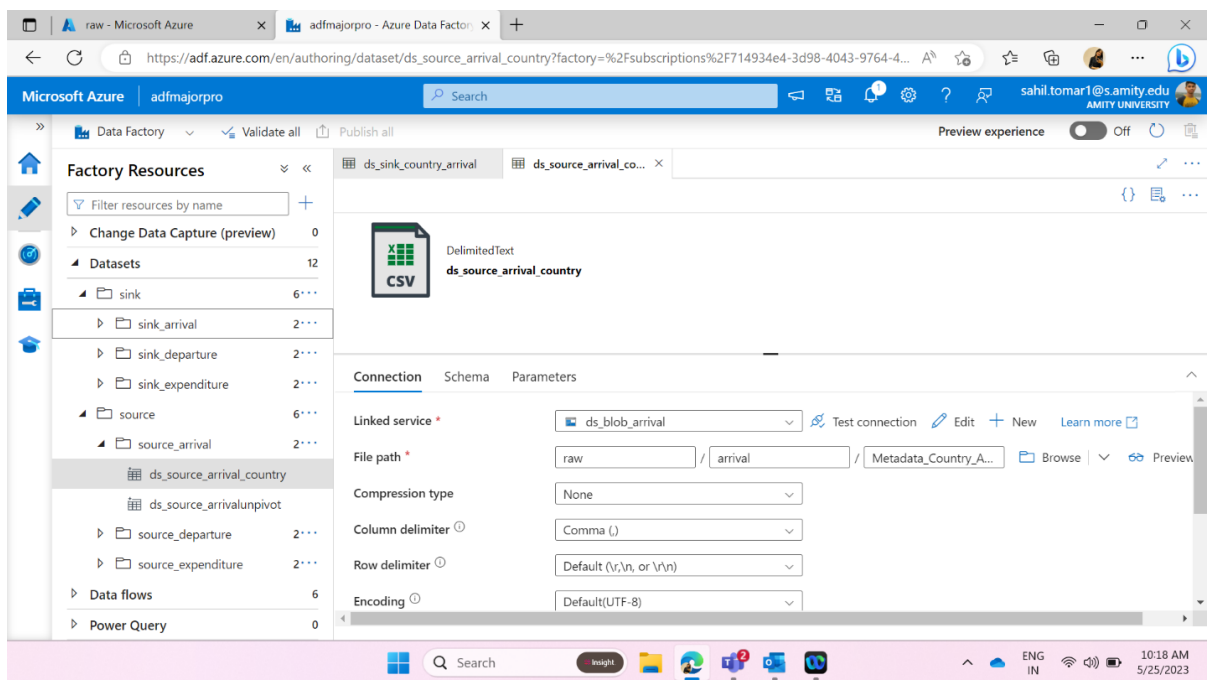 raw - Microsoft Azure
adfmajorpro - Azure Data Factory
https://adf.azure.com/en/authoring/dataset/ds_source_arrival_country?factory=%2Fsubscriptions%2F714934e4-3d98-4043-9764-4...
Microsoft Azure adfmajorpro Search 1 sahil.tomar1@s.amity.edu
AMITY UNIVERSITY
Data Factory Validate all Publish all Preview experience Off
Factory Resources
ds_sink_country_arrival ds_source_arrival_co...
Filter resources by name
Change Data Capture (preview) 0
Datasets 12
sink 6
sink_arrival 2
sink_departure 2
sink_expenditure 2
source 6
source_arrival 2
ds_source_arrival_country
ds_source_arrivalunpivot
source_departure 2
source_expenditure 2
Data flows 6
Power Query 0
X
CSV
DelimitedText
ds_source_arrival_country
Connection Schema Parameters
Linked service * ds_blob_arrival Test connection Edit New Learn more
File path * raw / arrival / Metadata_Country_A... Browse Preview
Compression type None
Column delimiter Comma (,)
Row delimiter Default (\r,\n, or \r\n)
Encoding Default(UTF-8)
Search Insight 2 ENG 10:18 AM
IN 5/25/2023